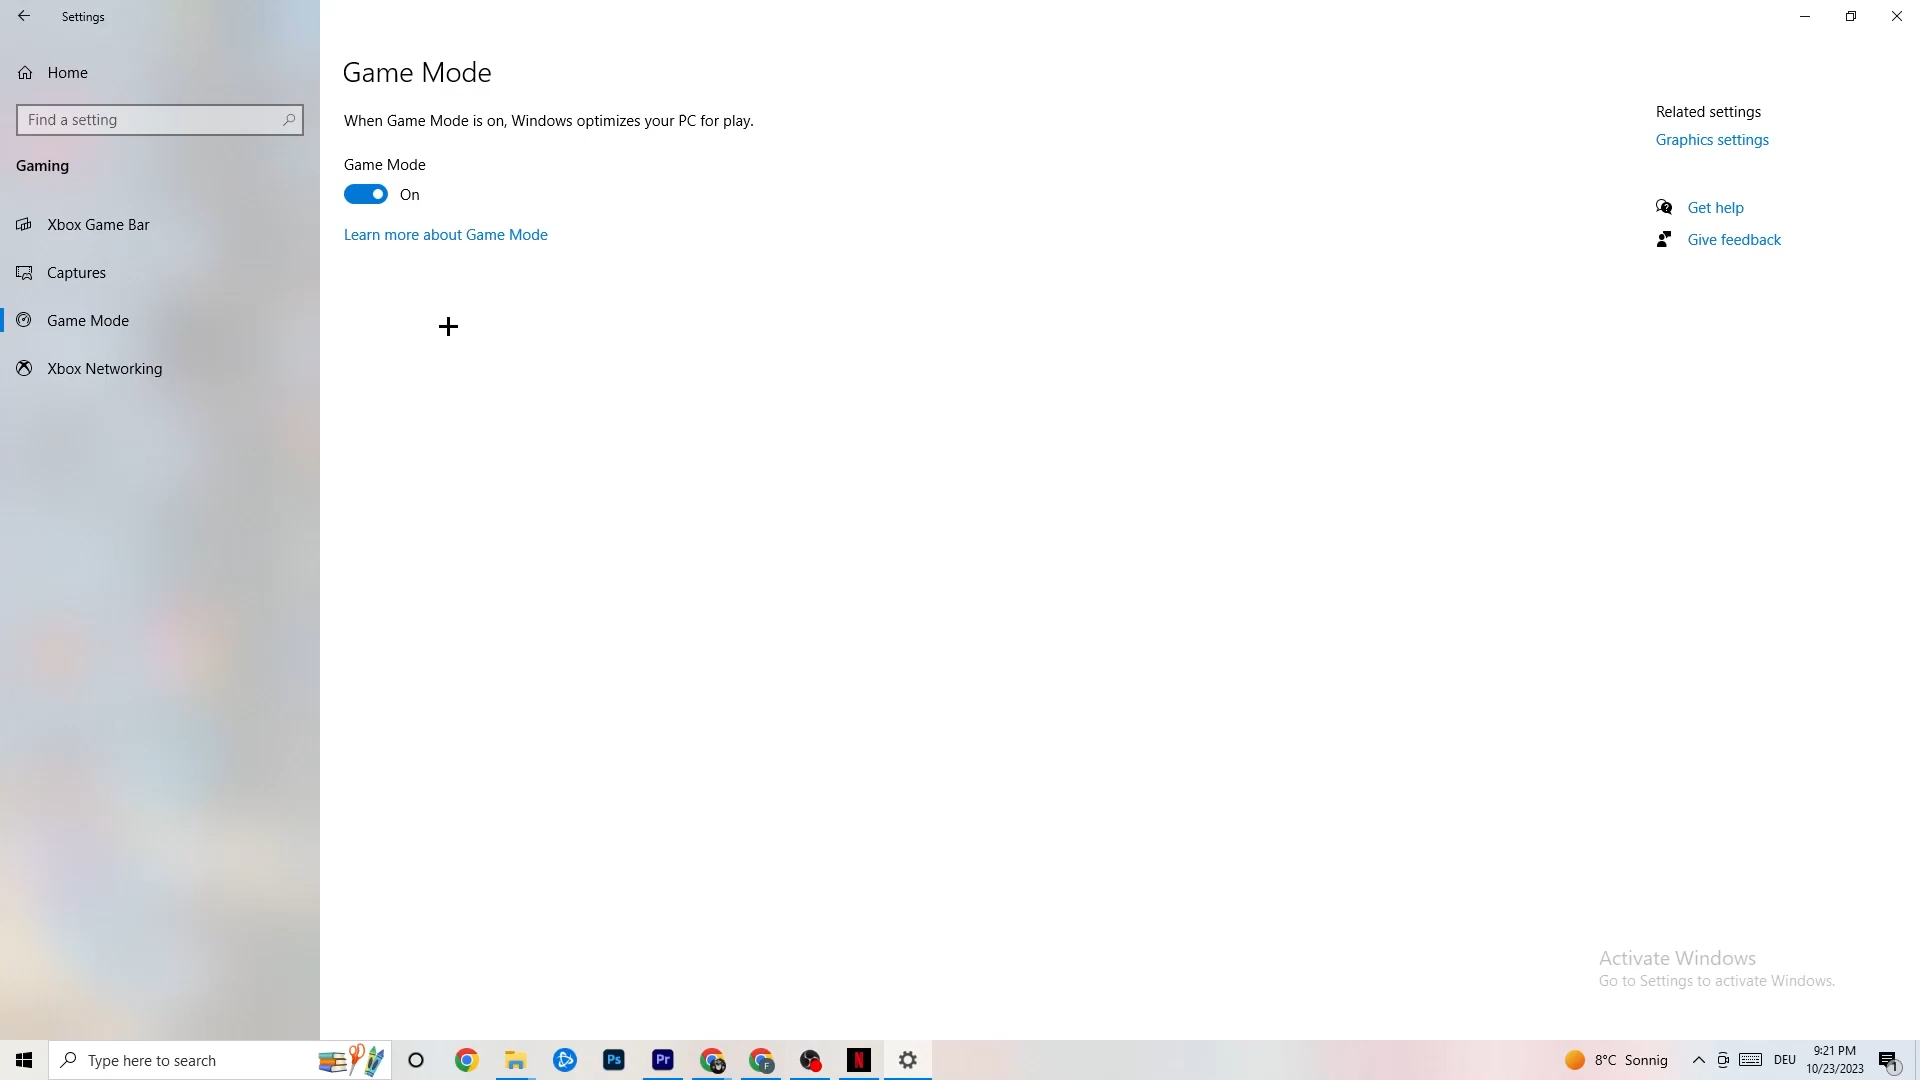 Settings
Home
Find a setting
Gaming
Xbox Game Bar
Captures
Game Mode
Xbox Networking
Game Mode
When Game Mode is on, Windows optimizes your PC for play.
Game Mode
On
Learn more about Game Mode
Related settings
Graphics settings
Get help
Give feedback
Activate Windows
Go to Settings to activate Windows.
Type here to search
Ps
Pr
F
N
8°C Sonnig
DEU
9:21 PM
10/23/2023
1